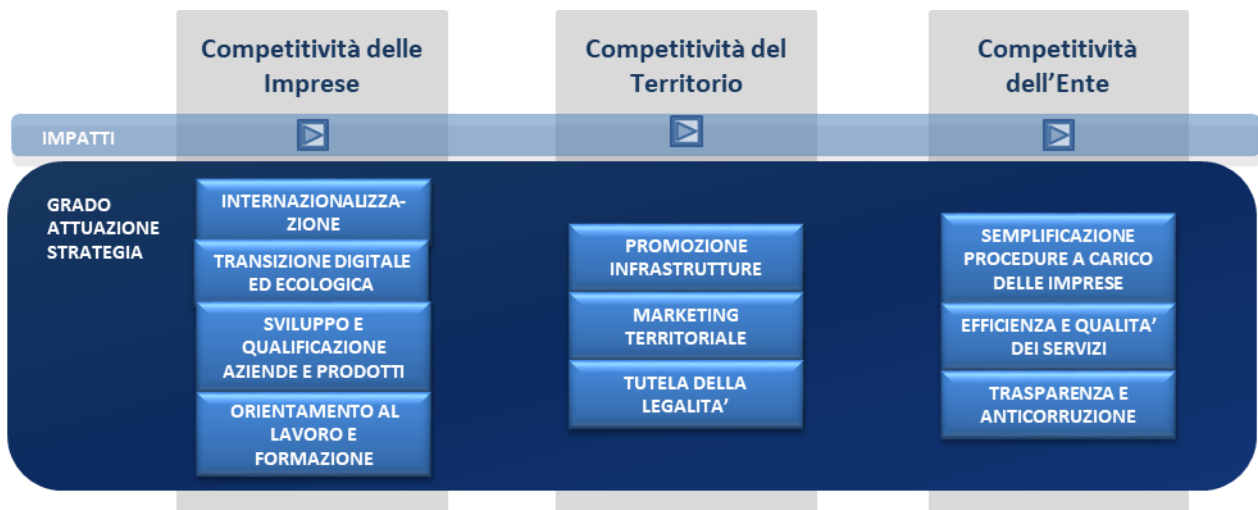 Competitività delle
Imprese
Competitività del
Territorio
Competitività
dell’Ente
IMPATTI
GRADO
ATTUAZIONE
STRATEGIA
INTERNAZIONALIZZA-
ZIONE
TRANSIZIONE DIGITALE
ED ECOLOGICA
SVILUPPO E
QUALIFICAZIONE
AZIENDE E PRODOTTI
ORIENTAMENTO AL
LAVORO E
FORMAZIONE
PROMOZIONE
INFRASTRUTTURE
MARKETING
TERRITORIALE
TUTELA DELLA
LEGALITA’
SEMPLIFICAZIONE
PROCEDURE A CARICO
DELLE IMPRESE
EFFICIENZA E QUALITA’
DEI SERVIZI
TRASPARENZA E
ANTICORRUZIONE